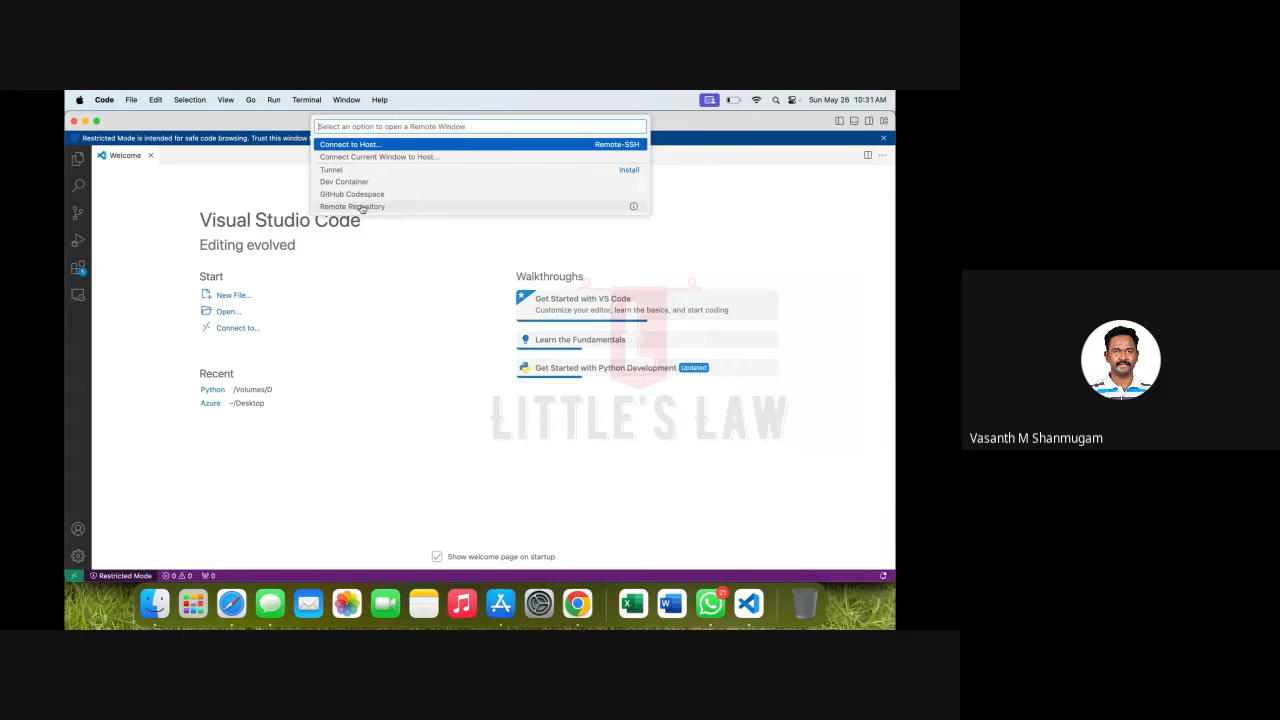 Code File Edit Selection View Go Run Terminal Window Help Sun May 26 10:31 AM
Select an option to open a Remote Window
Restricted Mode is intended for safe code browsing. Trust this window
Connect to Host... Remote-SSH
Connect Current Window to Host...
Tunnel Install
Dev Container
GitHub Codespace
Remote Repository
Welcome
Visual Studio Code
Editing evolved
Start
New File...
Open...
Connect to...
Recent
Python /Volumes/D
Azure ~/Desktop
Walkthroughs
Get Started with VS Code
Customize your editor, learn the basics, and start coding
Learn the Fundamentals
Get Started with Python Development Updated
LITTLE'S LAW
Show welcome page on startup
Restricted Mode 0 0 0
21
1
Vasanth M Shanmugam